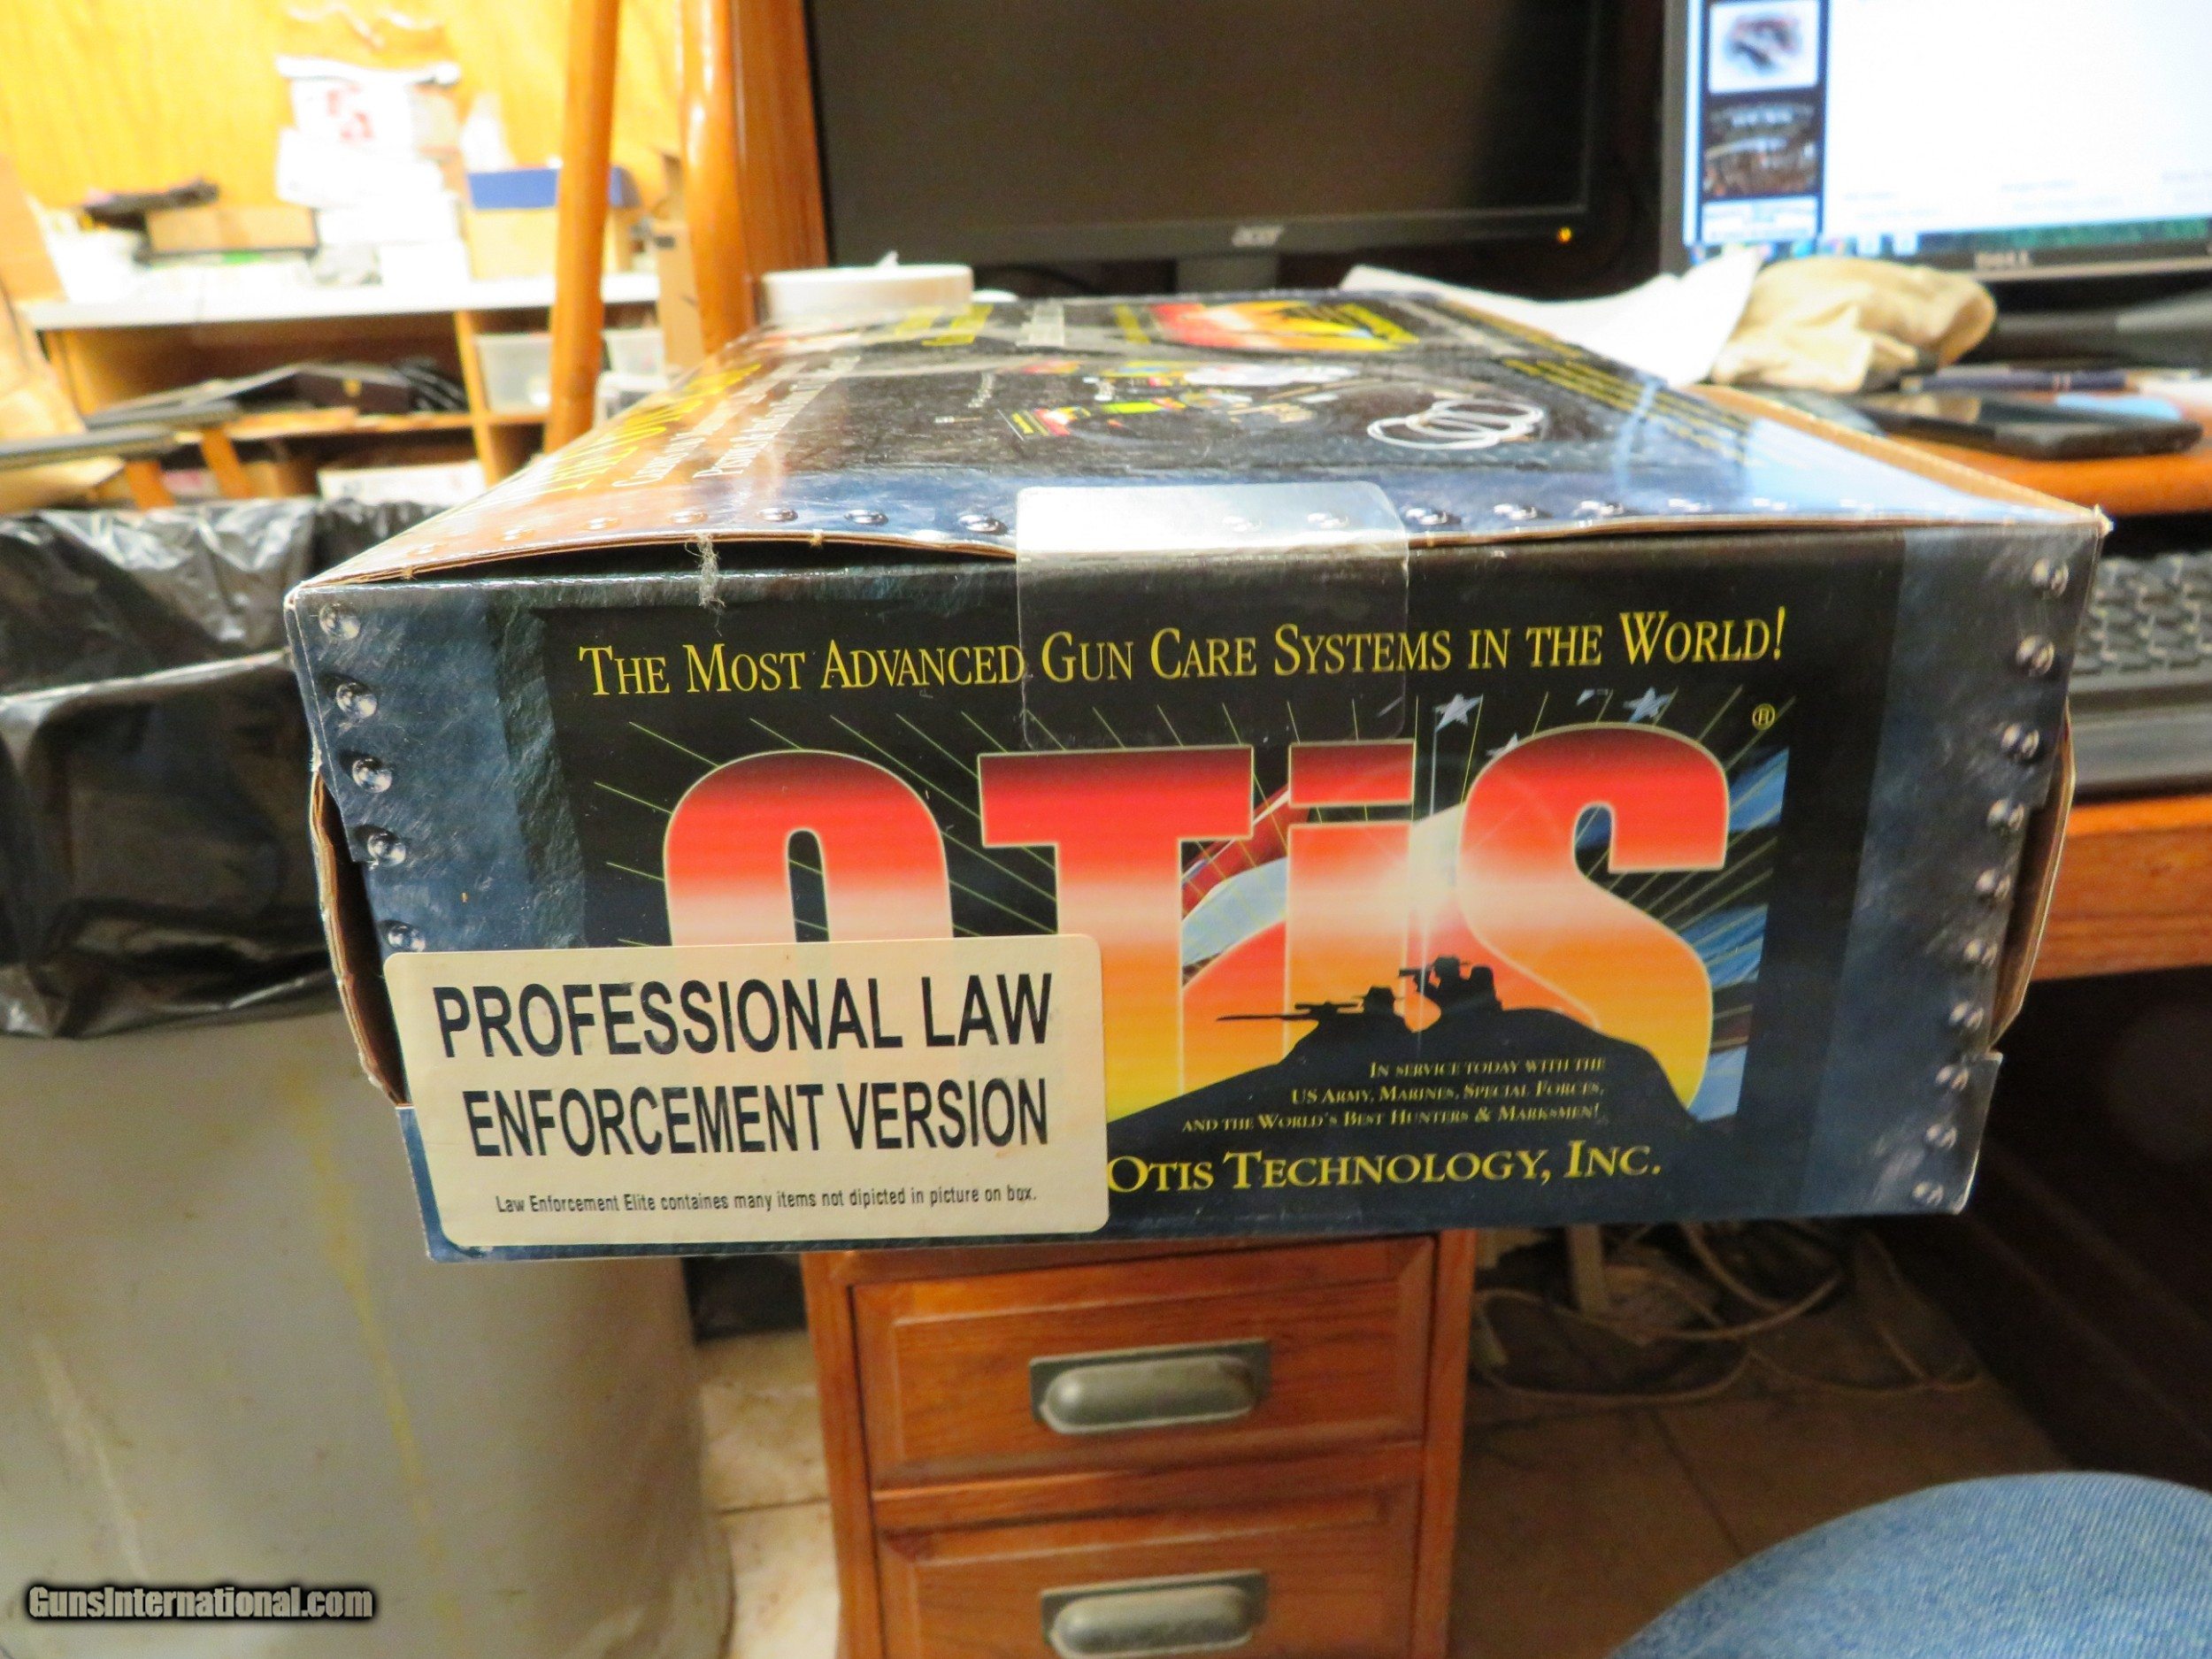 acer
DELL
THE MOST ADVANCED GUN CARE SYSTEMS IN THE WORLD!
OTiS ®
PROFESSIONAL LAW
ENFORCEMENT VERSION
Law Enforcement Elite containes many items not dipicted in picture on box.
IN SERVICE TODAY WITH THE
US ARMY, MARINES, SPECIAL FORCES,
AND THE WORLD'S BEST HUNTERS & MARKSMEN!
OTIS TECHNOLOGY, INC.
GunsInternational.com